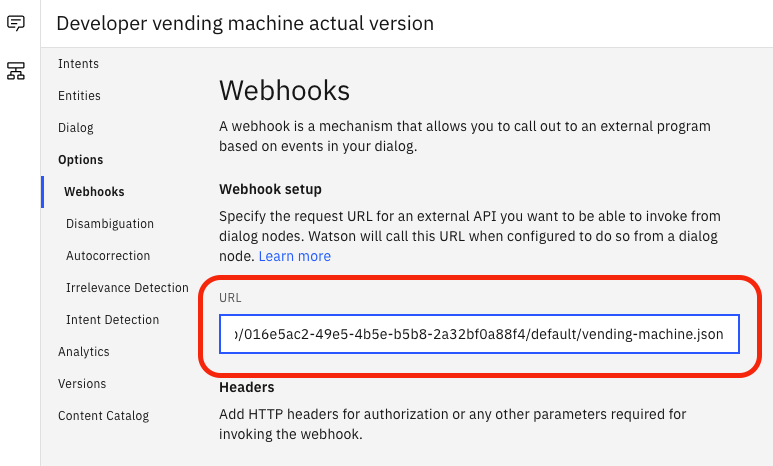 Developer vending machine actual version
Intents
Entities
Dialog
Options
Webhooks
Disambiguation
Autocorrection
Irrelevance Detection
Intent Detection
Analytics
Versions
Content Catalog
Webhooks
A webhook is a mechanism that allows you to call out to an external program
based on events in your dialog.
Webhook setup
Specify the request URL for an external API you want to be able to invoke from
dialog nodes. Watson will call this URL when configured to do so from a dialog
node. Learn more
URL
/016e5ac2-49e5-4b5e-b5b8-2a32bf0a88f4/default/vending-machine.json
Headers
Add HTTP headers for authorization or any other parameters required for
invoking the webhook.